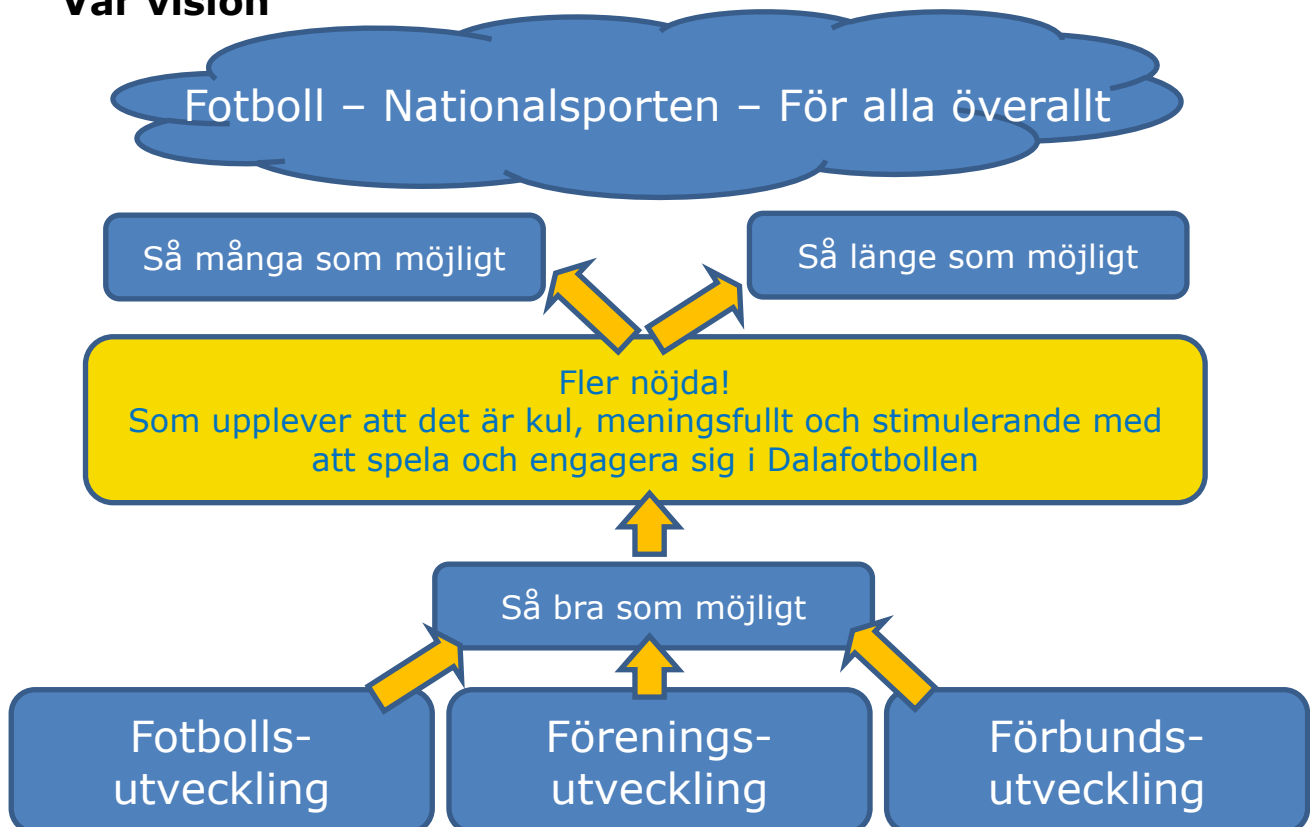 Vår vision
Fotboll – Nationalsporten – För alla överallt
Så många som möjligt
Så länge som möjligt
Fler nöjda!
Som upplever att det är kul, meningsfullt och stimulerande med
att spela och engagera sig i Dalafotbollen
Så bra som möjligt
Fotbolls-
utveckling
Förenings-
utveckling
Förbunds-
utveckling